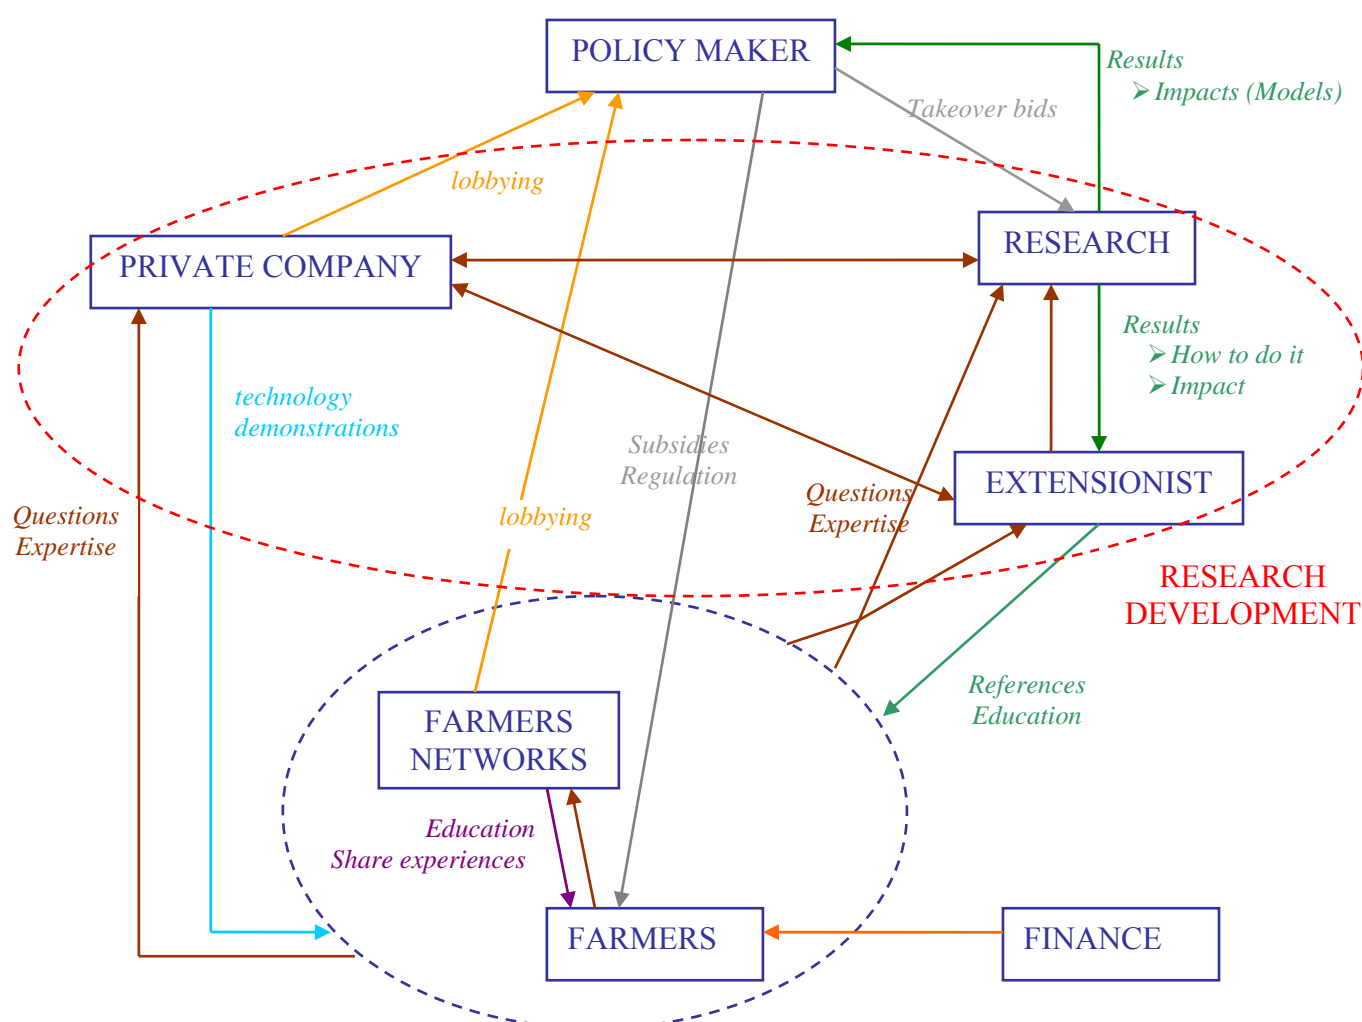 POLICY MAKER
Results
➢ Impacts (Models)
Takeover bids
lobbying
RESEARCH
PRIVATE COMPANY
Results
➢ How to do it
➢ Impact
technology
demonstrations
Subsidies
Regulation
EXTENSIONIST
Questions
Expertise
Questions
Expertise
lobbying
RESEARCH
DEVELOPMENT
References
Education
FARMERS
NETWORKS
Education
Share experiences
FARMERS
FINANCE